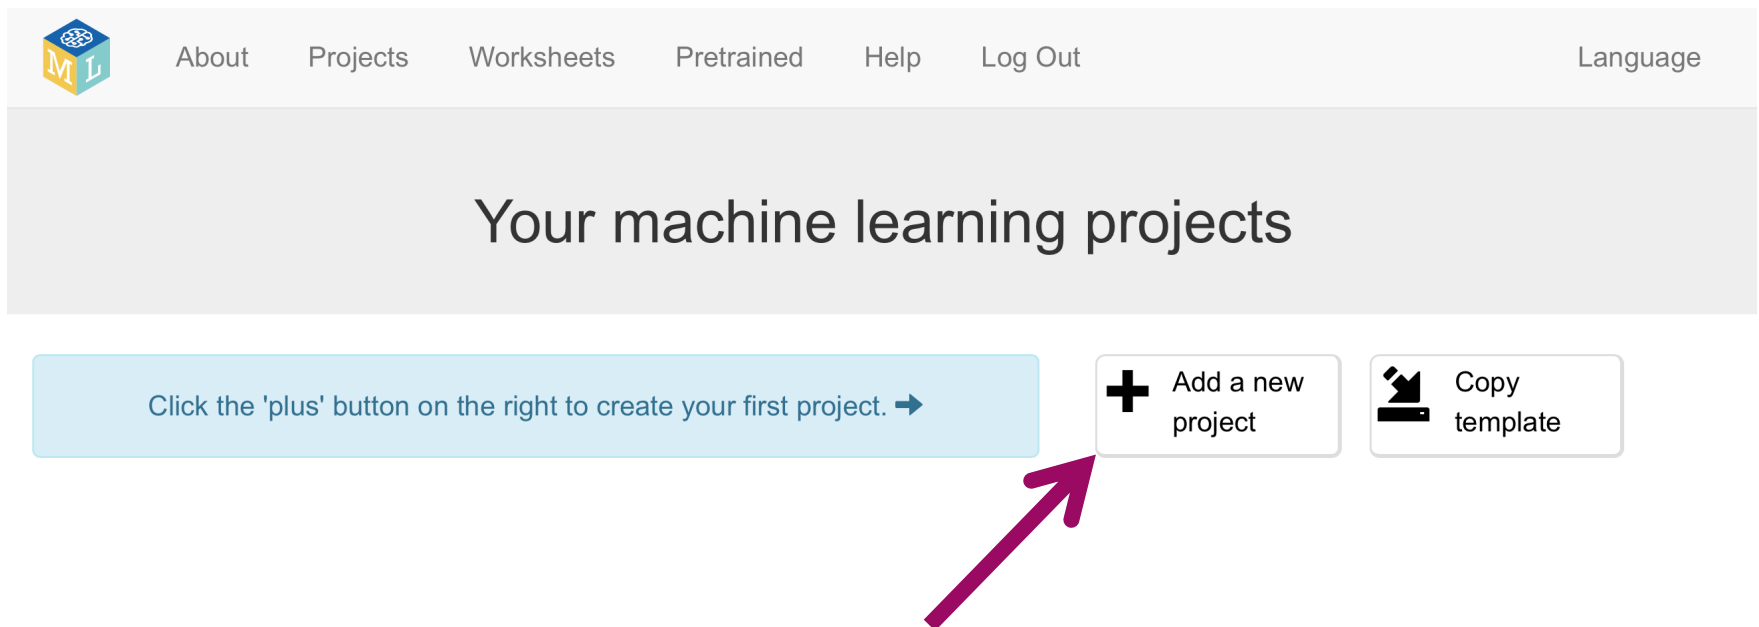 ML
About Projects Worksheets Pretrained Help Log Out Language
Your machine learning projects
Click the 'plus' button on the right to create your first project.
Add a new
project
Copy
template